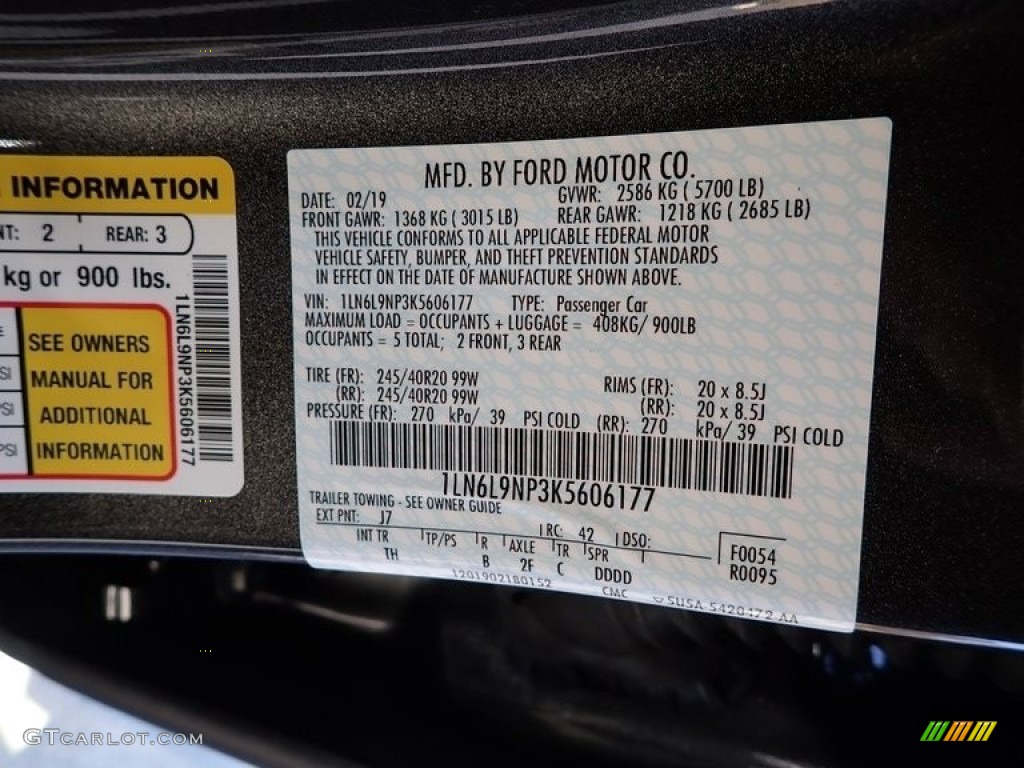 INFORMATION
NT: 2 REAR: 3
kg or 900 lbs.
SEE OWNERS
MANUAL FOR
ADDITIONAL
INFORMATION
PSI
PSI
1LN6L9NP3K5606177
MFD. BY FORD MOTOR CO.
DATE: 02/19 GVWR: 2586 KG ( 5700 LB)
FRONT GAWR: 1368 KG ( 3015 LB) REAR GAWR: 1218 KG ( 2685 LB)
THIS VEHICLE CONFORMS TO ALL APPLICABLE FEDERAL MOTOR
VEHICLE SAFETY, BUMPER, AND THEFT PREVENTION STANDARDS
IN EFFECT ON THE DATE OF MANUFACTURE SHOWN ABOVE.
VIN: 1LN6L9NP3K5606177 TYPE: Passenger Car
MAXIMUM LOAD = OCCUPANTS + LUGGAGE = 408KG/ 900LB
OCCUPANTS = 5 TOTAL; 2 FRONT, 3 REAR
TIRE (FR): 245/40R20 99W RIMS (FR): 20 x 8.5J
(RR): 245/40R20 99W (RR): 20 x 8.5J
PRESSURE (FR): 270 kPa/ 39 PSI COLD (RR): 270 kPa/ 39 PSI COLD
1LN6L9NP3K5606177
TRAILER TOWING - SEE OWNER GUIDE
EXT PNT: J7 RC: 42 DSO:
INT TR TP/PS R AXLE TR SPR F0054
TH B 2F C DDDD R0095
1201902180152 CMC 5U5A 5420472 AA
GTCARLOT.COM